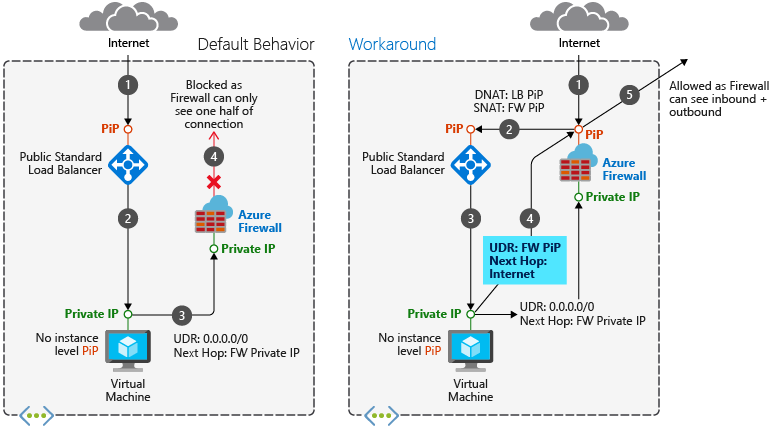 Internet
Default Behavior
1
Blocked as
Firewall can only
see one half of
connection
PiP
4
Public Standard
Load Balancer
Azure
Firewall
2
Private IP
Private IP
3
No instance
level PiP
UDR: 0.0.0.0/0
Next Hop: FW Private IP
Virtual
Machine
Workaround
Internet
1
5
DNAT: LB PiP
SNAT: FW PiP
Allowed as Firewall
can see inbound +
outbound
PiP
2
PiP
Public Standard
Load Balancer
Azure
Firewall
Private IP
3
4
UDR: FW PiP
Next Hop:
Internet
Private IP
UDR: 0.0.0.0/0
Next Hop: FW Private IP
No instance
level PiP
Virtual
Machine